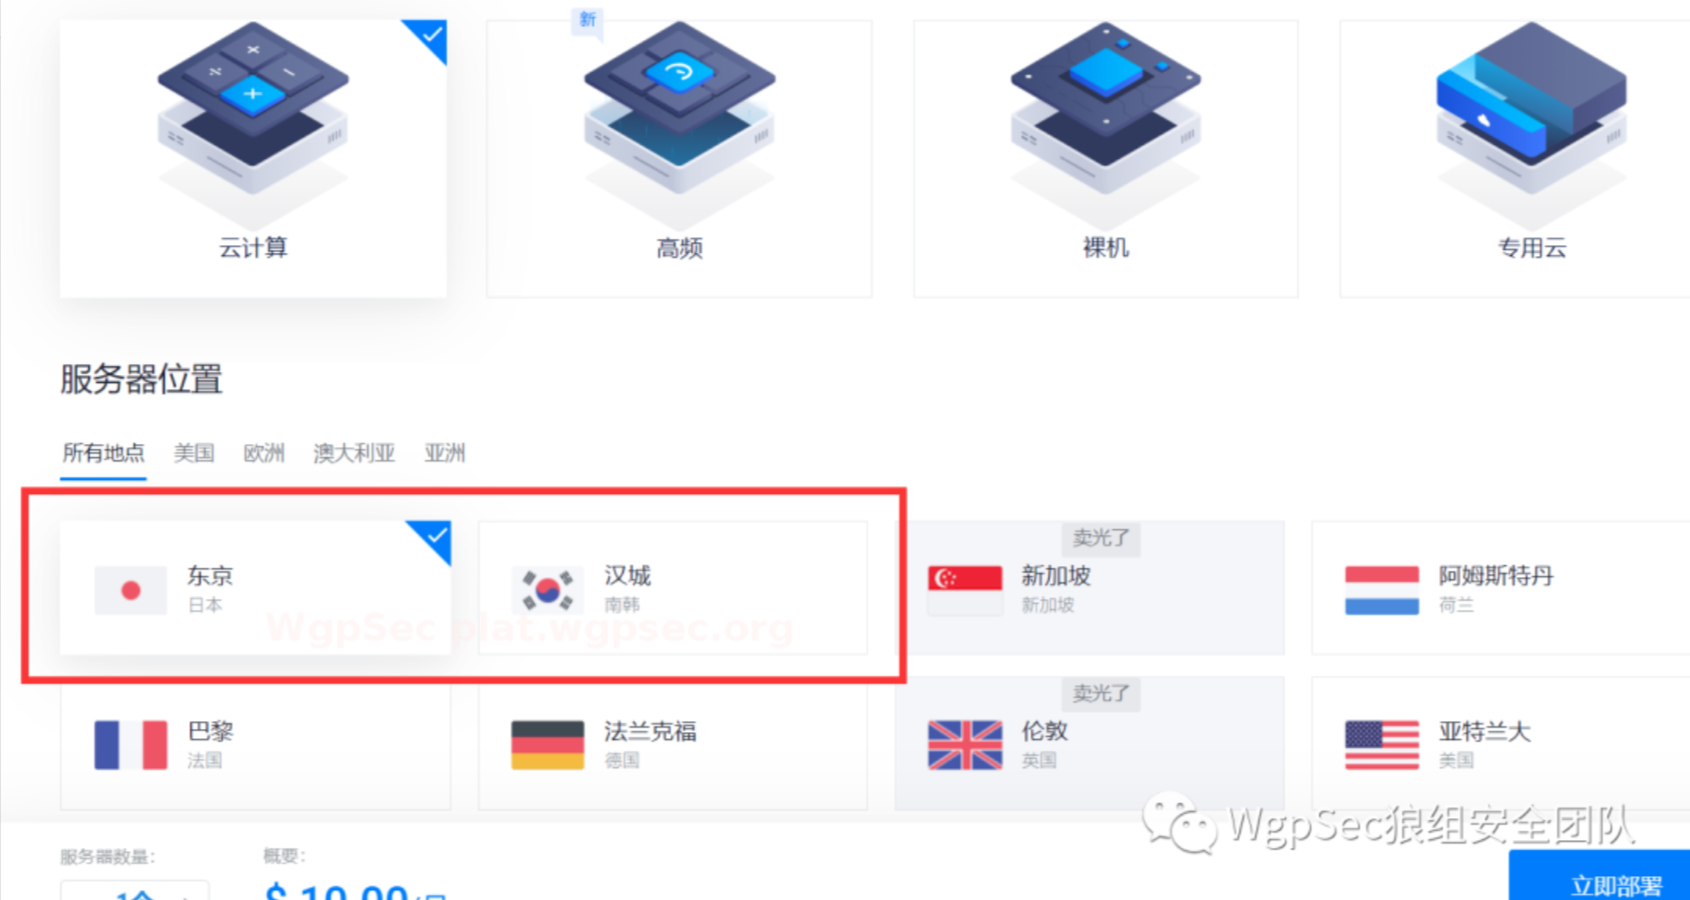 新
云计算
高频
裸机
专用云
服务器位置
所有地点 美国 欧洲 澳大利亚 亚洲
东京
日本
汉城
南韩
卖光了
新加坡
新加坡
阿姆斯特丹
荷兰
WgpSec plat.wgpsec.org
巴黎
法国
法兰克福
德国
卖光了
伦敦
英国
亚特兰大
美国
WgpSec狼组安全团队
服务器数量:
概要:
1个
$ 10.00/月
立即部署